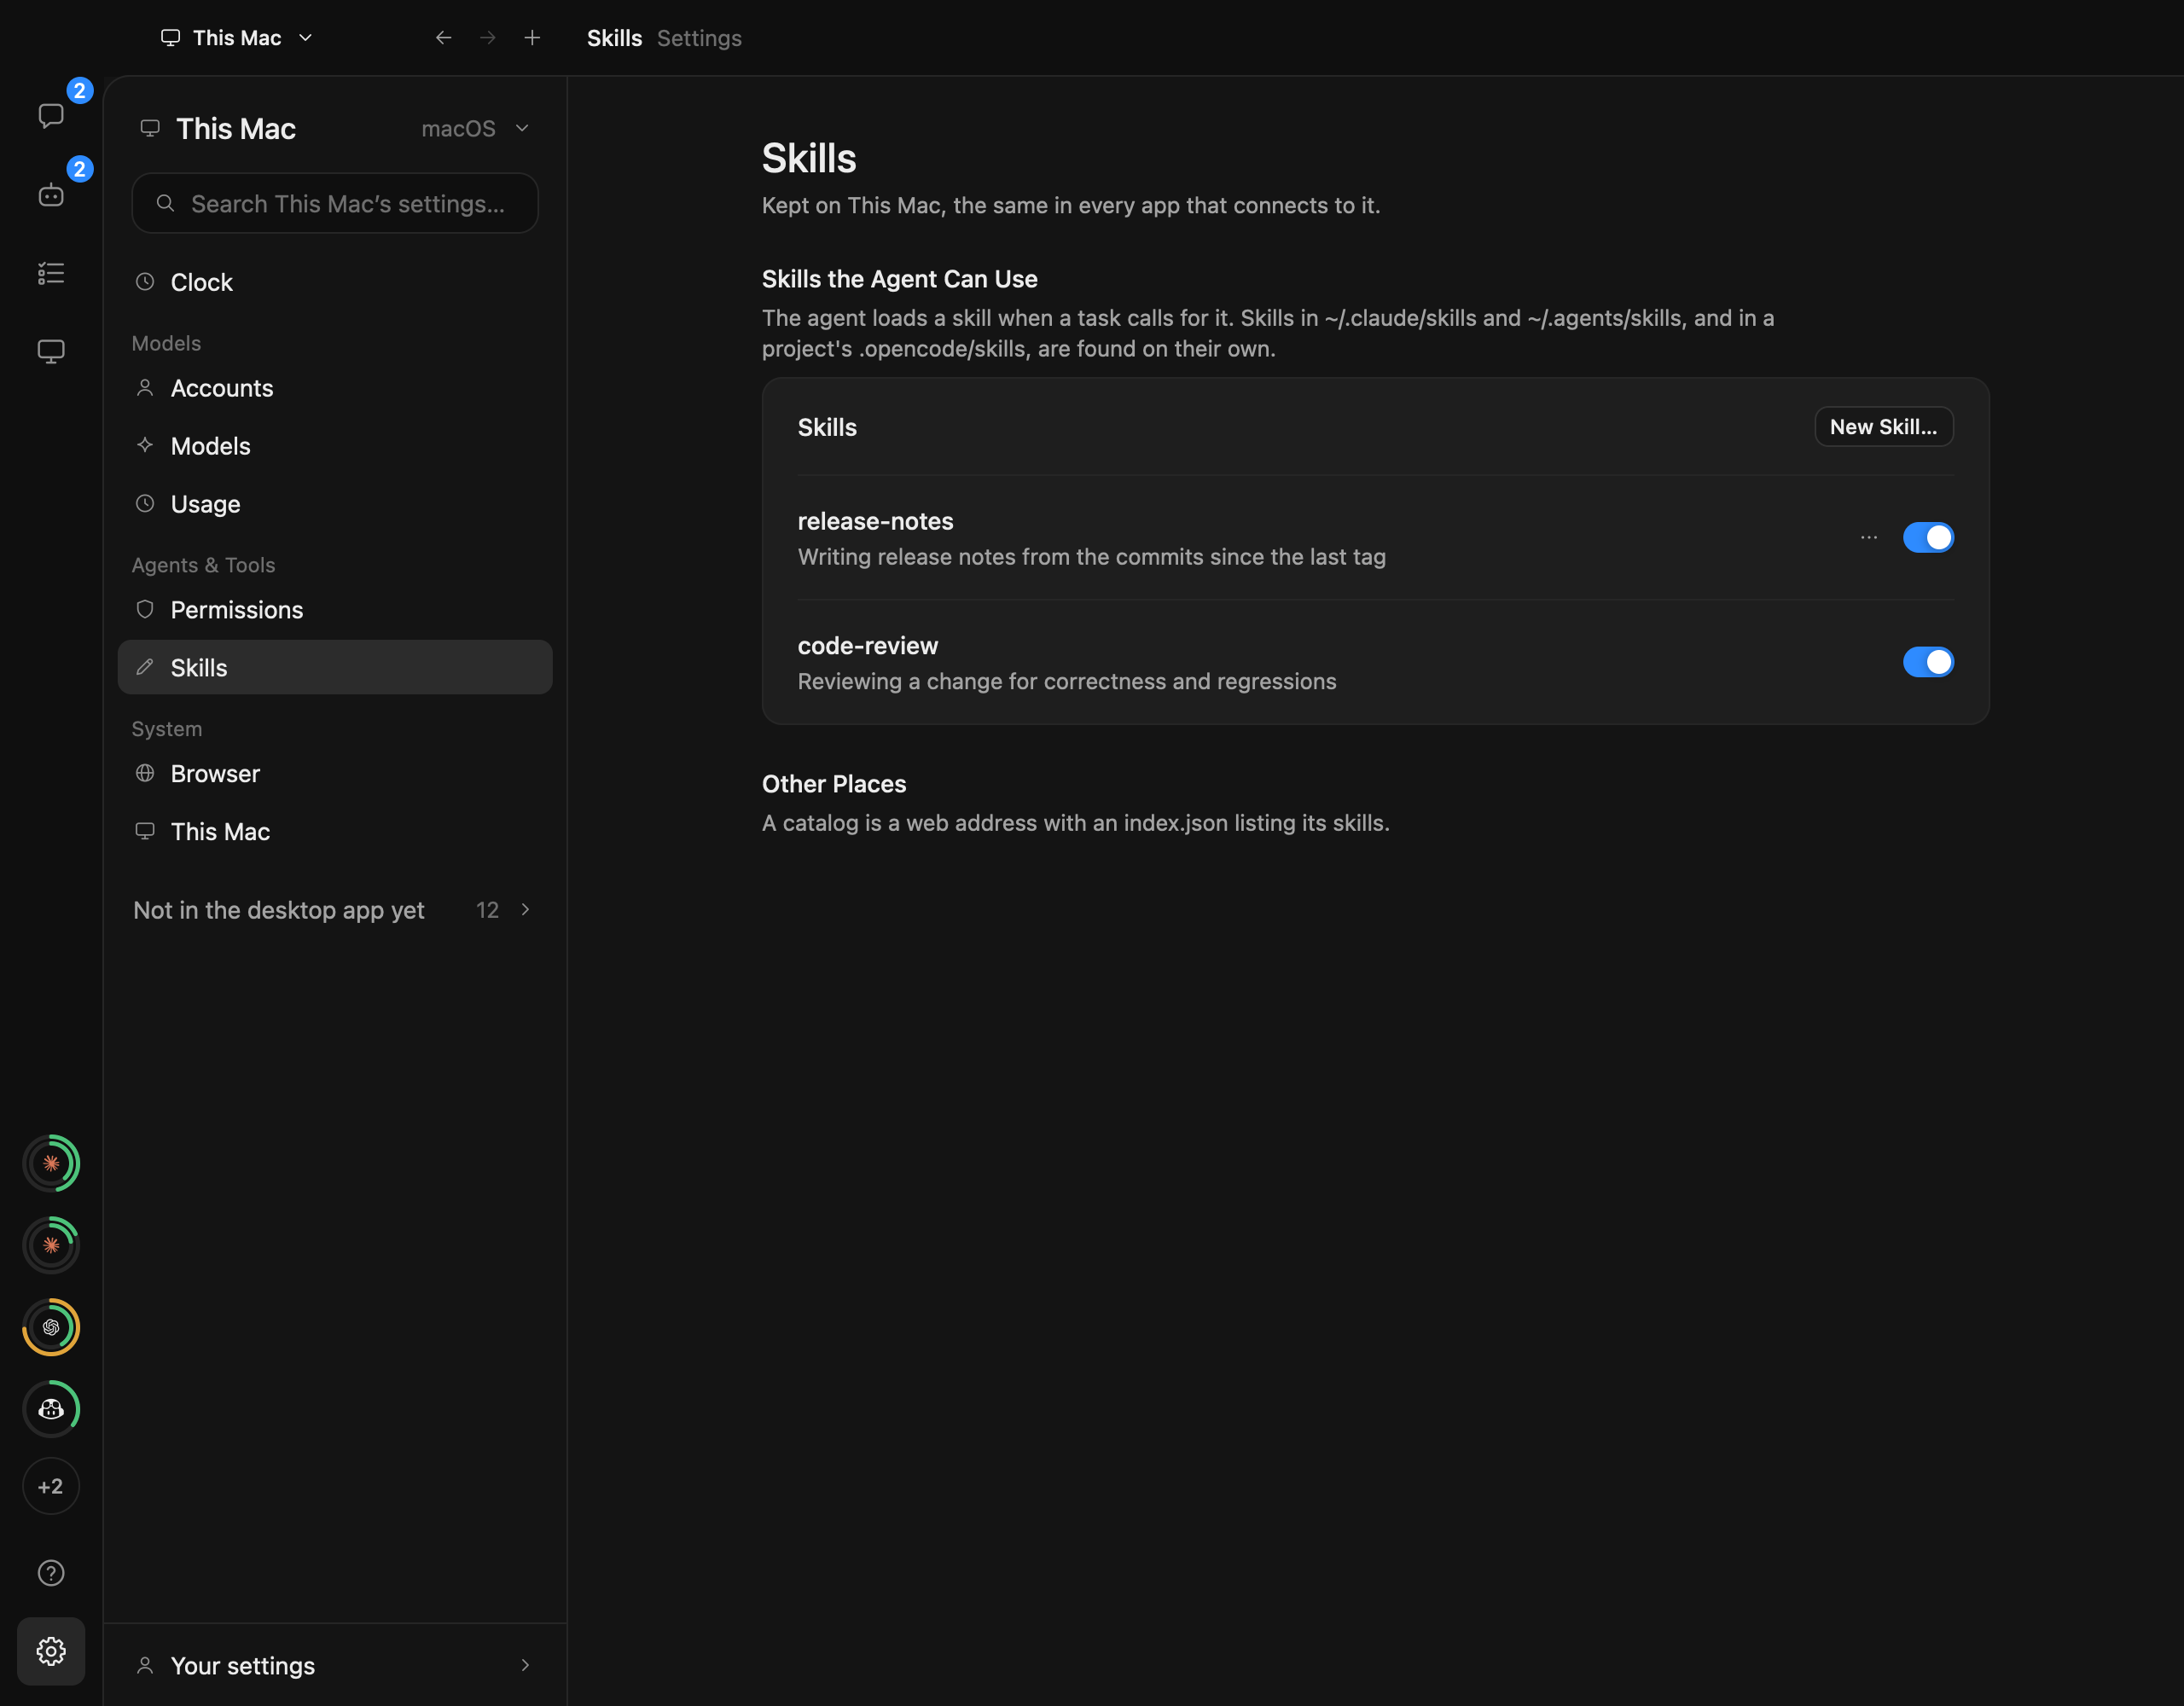 This Mac
Skills Settings
2
2
This Mac macOS
Search This Mac’s settings...
Clock
Models
Accounts
Models
Usage
Agents & Tools
Permissions
Skills
System
Browser
This Mac
Not in the desktop app yet 12
+2
Your settings
Skills
Kept on This Mac, the same in every app that connects to it.
Skills the Agent Can Use
The agent loads a skill when a task calls for it. Skills in ~/.claude/skills and ~/.agents/skills, and in a
project's .opencode/skills, are found on their own.
Skills New Skill...
release-notes
Writing release notes from the commits since the last tag
code-review
Reviewing a change for correctness and regressions
Other Places
A catalog is a web address with an index.json listing its skills.